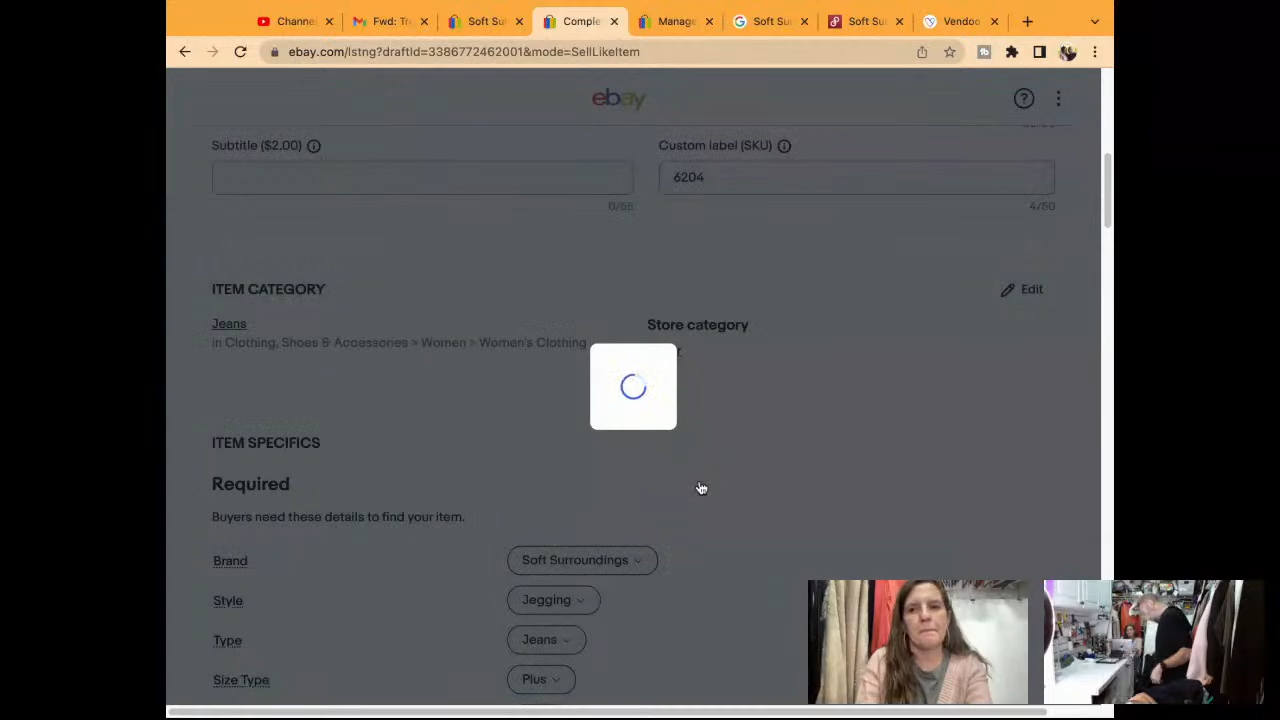 Channe
Fwd: Tr
Soft Su
Comple
Manage
Soft Su
Soft Su
Vendoo
ebay.com/lstng?draftId=3386772462001&mode=SellLikeItem
ebay
Subtitle ($2.00)
Custom label (SKU)
6204
0/55
4/50
ITEM CATEGORY
Edit
Jeans
Store category
in Clothing, Shoes & Accessories > Women > Women's Clothing
ITEM SPECIFICS
Required
Buyers need these details to find your item.
Brand
Soft Surroundings
Style
Jegging
Type
Jeans
Size Type
Plus